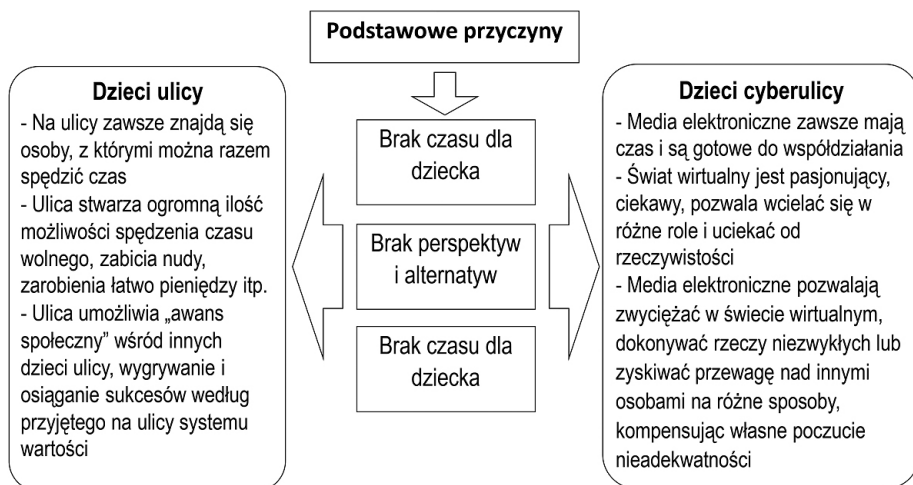 Podstawowe przyczyny
Dzieci ulicy
- Na ulicy zawsze znajdą się
osoby, z którymi można razem
spędzić czas
- Ulica stwarza ogromną ilość
możliwości spędzenia czasu
wolnego, zabicia nudy,
zarobienia łatwo pieniędzy itp.
- Ulica umożliwia „awans
społeczny” wśród innych
dzieci ulicy, wygrywanie i
osiąganie sukcesów według
przyjętego na ulicy systemu
wartości
Brak czasu dla
dziecka
Brak perspektyw
i alternatyw
Brak czasu dla
dziecka
Dzieci cyberulicy
- Media elektroniczne zawsze mają
czas i są gotowe do współdziałania
- Świat wirtualny jest pasjonujący,
ciekawy, pozwala wcielać się w
różne role i uciekać od
rzeczywistości
- Media elektroniczne pozwalają
zwyciężać w świecie wirtualnym,
dokonywać rzeczy niezwykłych lub
zyskiwać przewagę nad innymi
osobami na różne sposoby,
kompensując własne poczucie
nieadekwatności